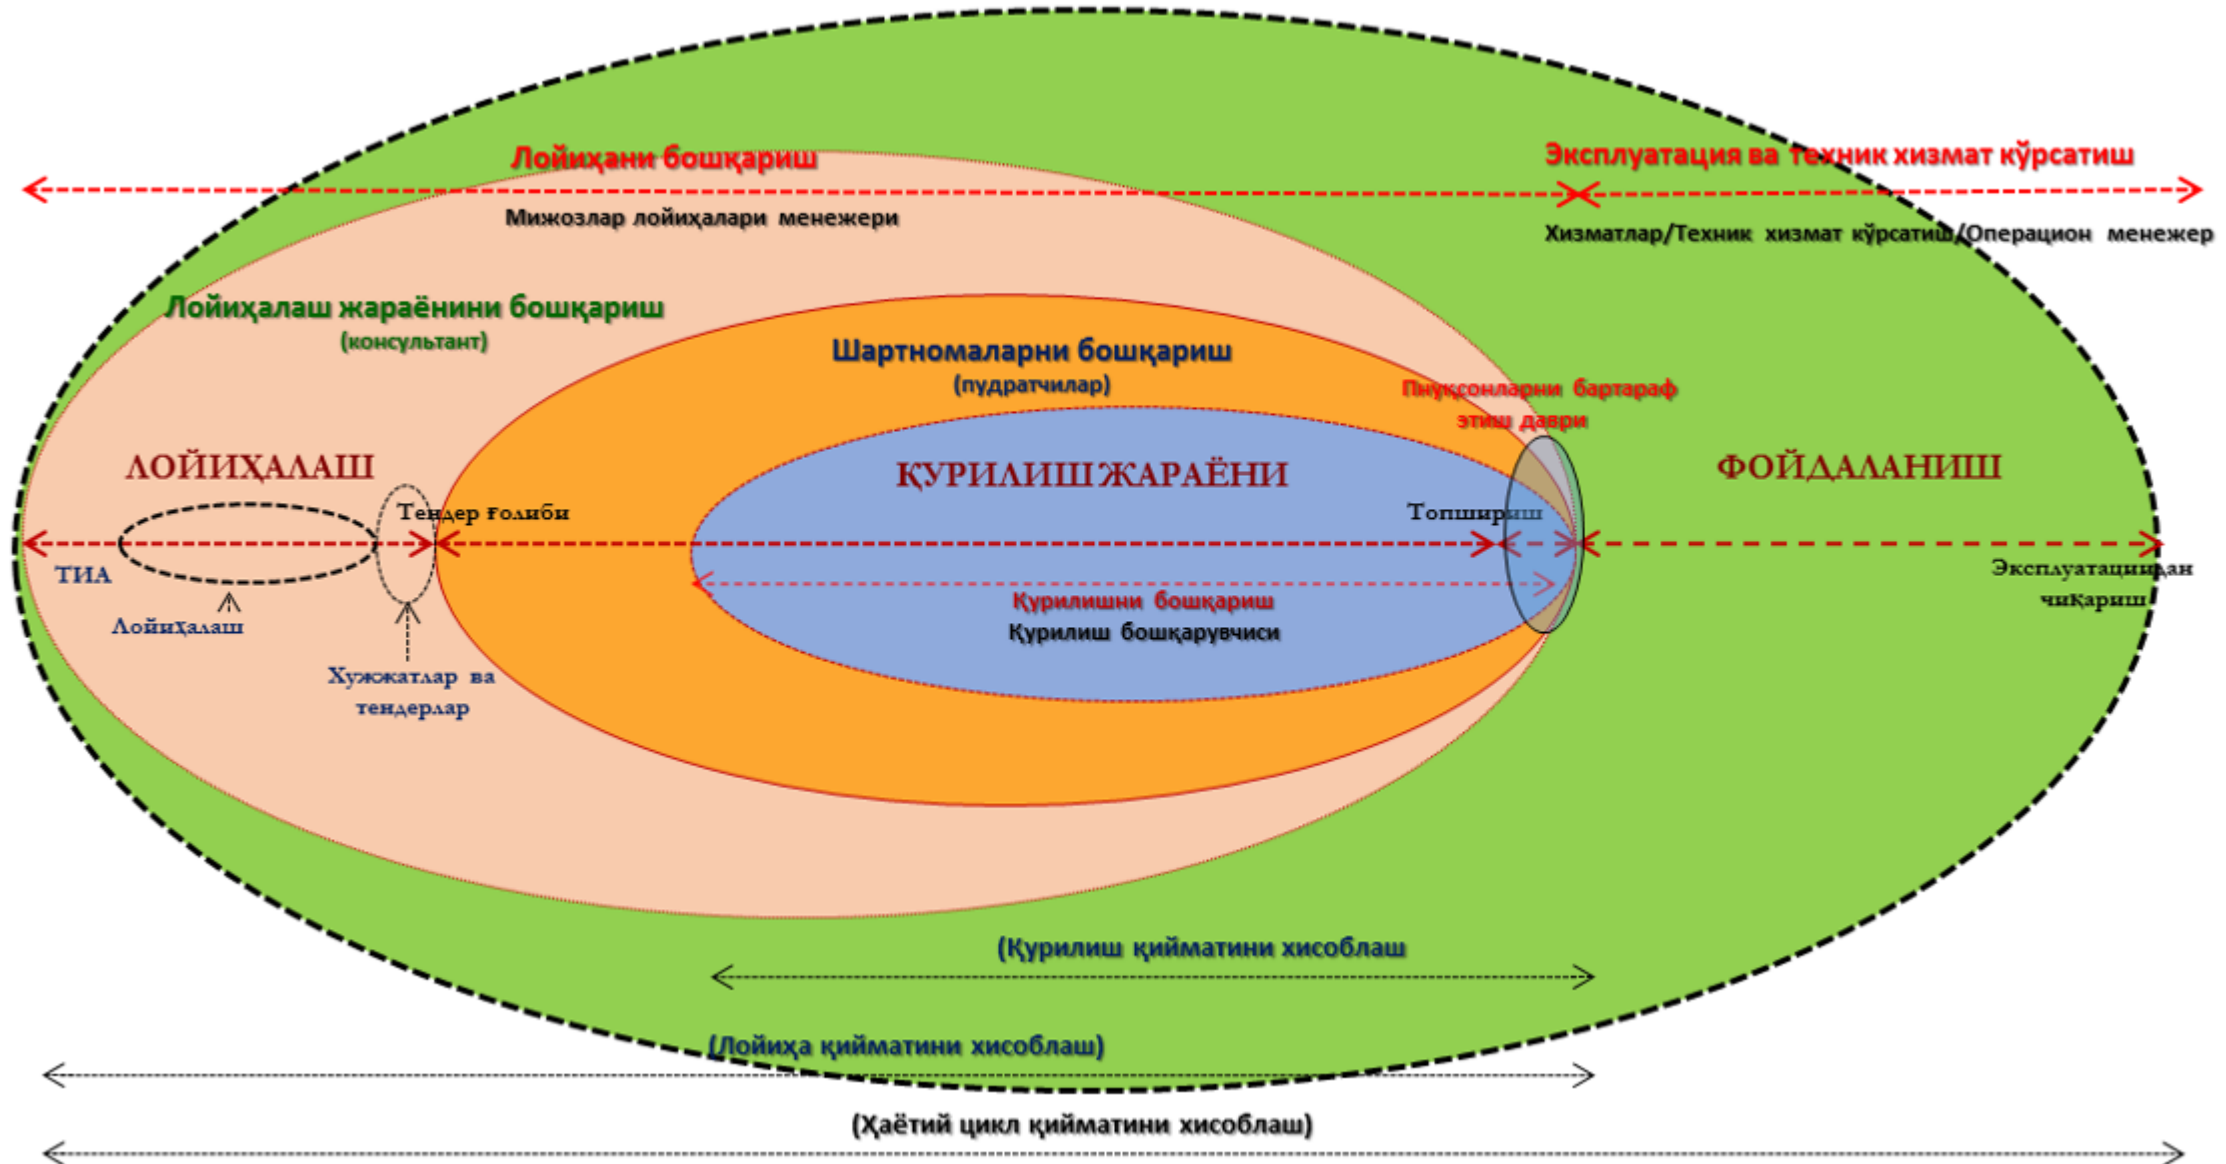 Лойиҳани бошқариш
Эксплуатация ва техник хизмат кўрсатиш
Мижозлар лойиҳалари менежери
Хизматлар/Техник хизмат кўрсатиш/Операцион менежер
Лойиҳалаш жараёнини бошқариш
(консультант)
Шартномаларни бошқариш
(пудратчилар)
Пнуқсонларни бартараф
этиш даври
ЛОЙИҲАЛАШ
ҚУРИЛИШ ЖАРАЁНИ
ФОЙДАЛАНИШ
Тендер ғолиби
Топшириш
ТИА
Эксплуатациидан
чиқариш
Лойиҳалаш
Қурилишни бошқариш
Қурилиш бошқарувчиси
Хужжатлар ва
тендерлар
(Қурилиш қийматини хисоблаш
(Лойиҳа қийматини хисоблаш)
(Ҳаётий цикл қийматини хисоблаш)